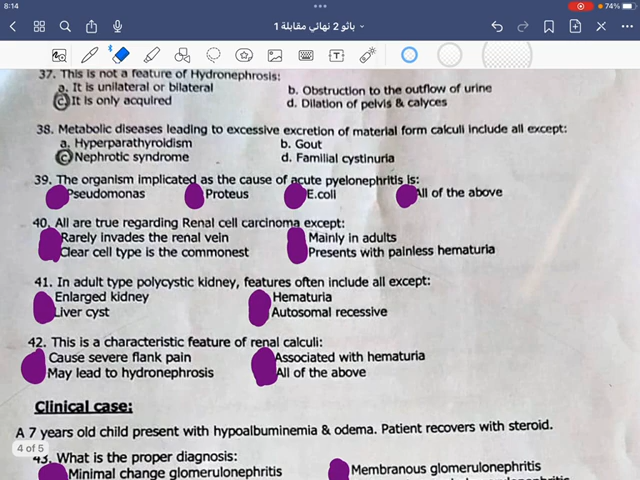 8:14
74%
باثو 2 نهائي مقابلة 1
37. This is not a feature of Hydronephrosis:
a. It is unilateral or bilateral b. Obstruction to the outflow of urine
c. It is only acquired d. Dilation of pelvis & calyces
38. Metabolic diseases leading to excessive excretion of material form calculi include all except:
a. Hyperparathyroidism b. Gout
c. Nephrotic syndrome d. Familial cystinuria
39. The organism implicated as the cause of acute pyelonephritis is:
Pseudomonas Proteus E.coli All of the above
40. All are true regarding Renal cell carcinoma except:
Rarely invades the renal vein Mainly in adults
Clear cell type is the commonest Presents with painless hematuria
41. In adult type polycystic kidney, features often include all except:
Enlarged kidney Hematuria
Liver cyst Autosomal recessive
42. This is a characteristic feature of renal calculi:
Cause severe flank pain Associated with hematuria
May lead to hydronephrosis All of the above
Clinical case:
A 7 years old child present with hypoalbuminemia & odema. Patient recovers with steroid.
4 of 5
43. What is the proper diagnosis:
Minimal change glomerulonephritis Membranous glomerulonephritis